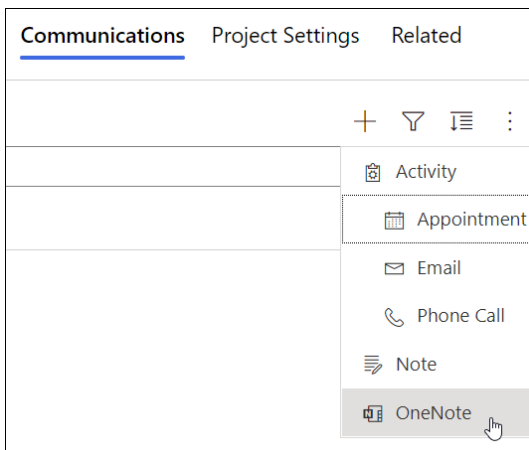 Communications Project Settings Related
Activity
Appointment
Email
Phone Call
Note
OneNote